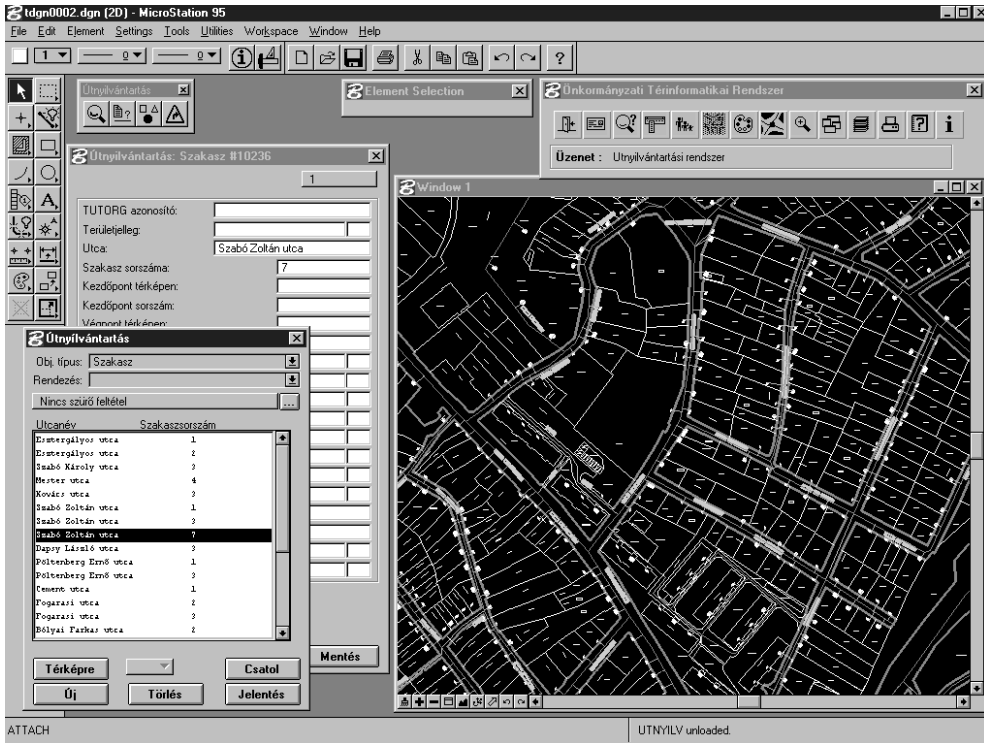 tdgn0002.dgn (2D) - MicroStation 95
File Edit Element Settings Tools Utilities Workspace Window Help
1 0 0
Útnyilvántartás
Element Selection
Önkormányzati Térinformatikai Rendszer
Üzenet : Utnyilvántartási rendszer
Útnyilvántartás: Szakasz #10236
1
TUTORG azonosító:
Területjelleg:
Utca: Szabó Zoltán utca
Szakasz sorszáma: 7
Kezdőpont térképen:
Kezdőpont sorszám:
Végpont térképen:
Mentés
Window 1
Útnyílvántartás
Obj. típus: Szakasz
Rendezés:
Nincs szürő feltétel ...
Utcanév Szakaszsorszám
Esztergályos utca 1
Esztergályos utca 2
Szabó Károly utca 3
Mester utca 4
Kovács utca 3
Szabó Zoltán utca 1
Szabó Zoltán utca 3
Szabó Zoltán utca 7
Dapsy László utca 3
Pöltenberg Ernő utca 1
Pöltenberg Ernő utca 3
Cement utca 1
Fogarasi utca 2
Fogarasi utca 3
Bólyai Farkas utca 2
Térképre Csatol
Új Törlés Jelentés
ATTACH
UTNYILV unloaded.